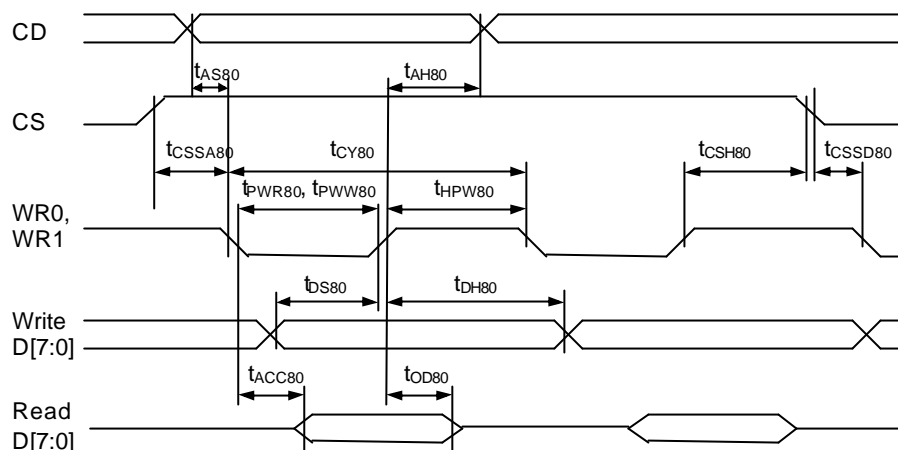 CD
tAS80 tAH80
CS
tCSSA80 tCY80 tCSH80 tCSSD80
tPWR80, tPWW80 tHPW80
WR0,
WR1
tDS80 tDH80
Write
D[7:0]
tACC80 tOD80
Read
D[7:0]